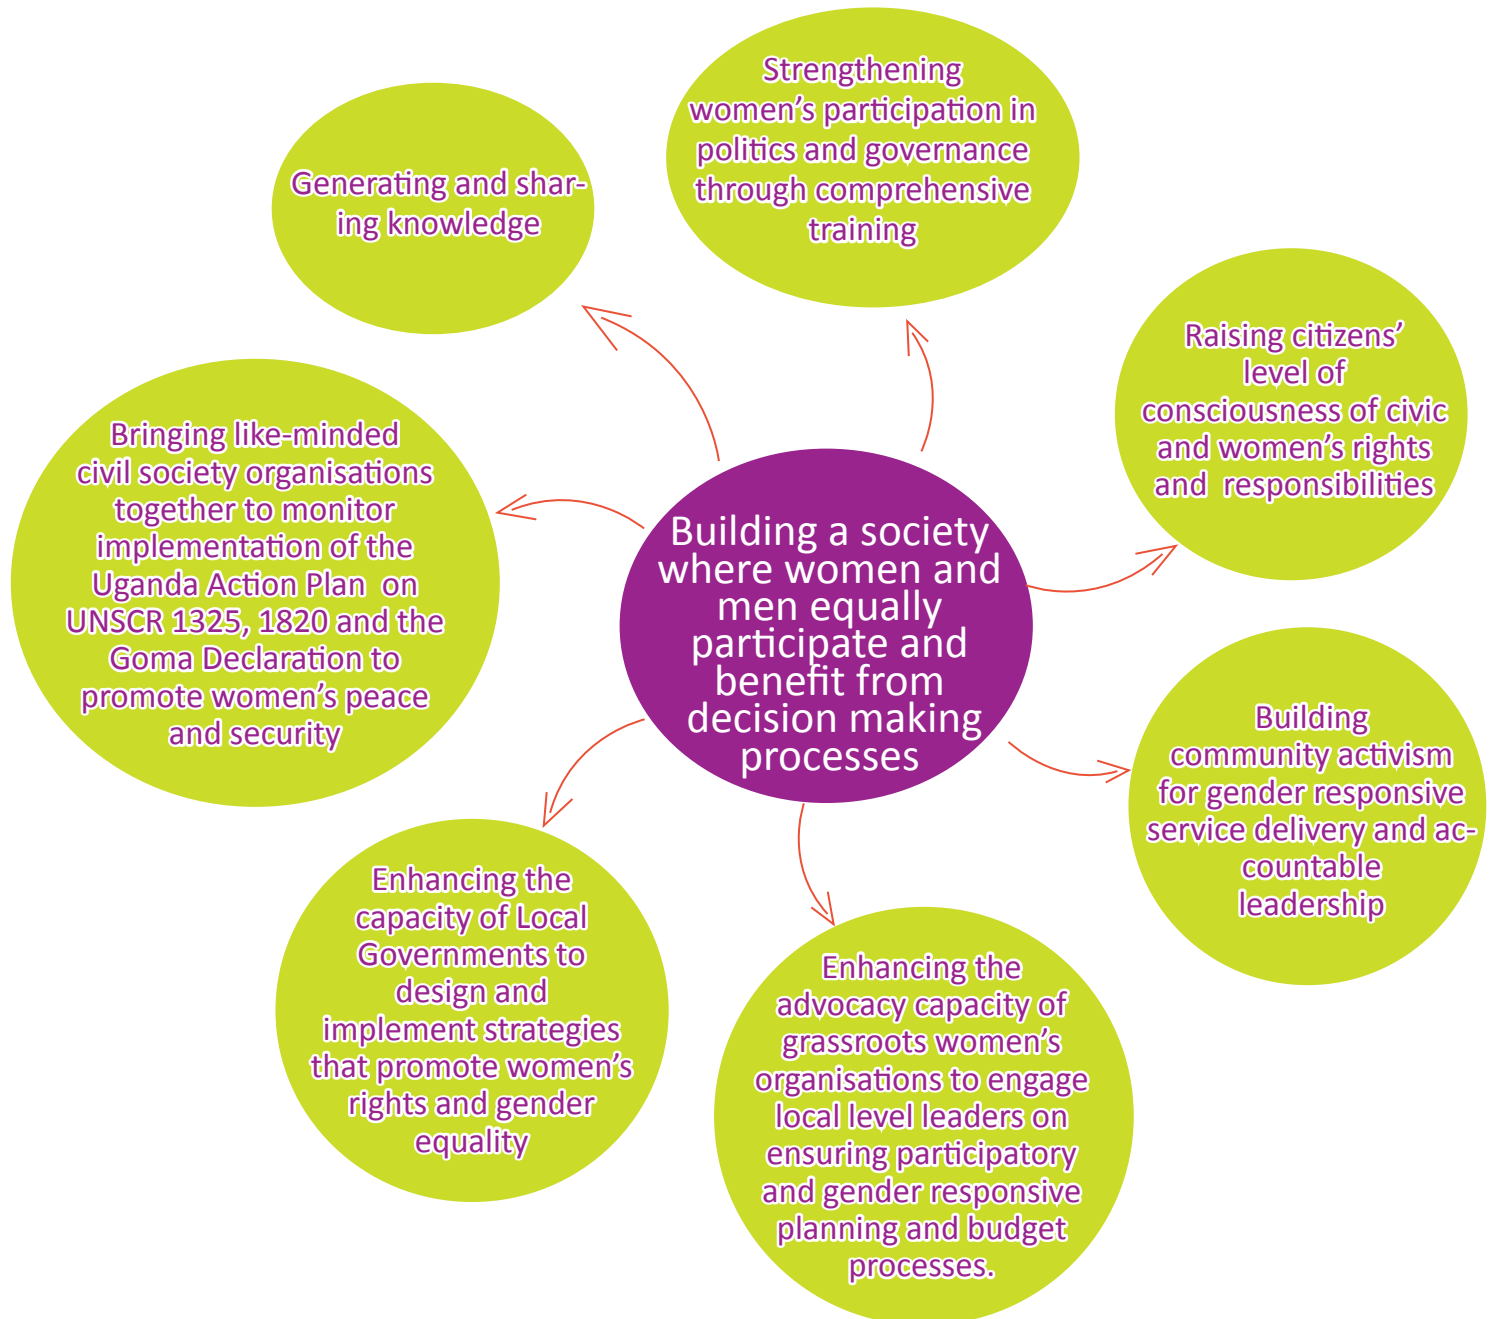 Strengthening
women's participation in
politics and governance
through comprehensive
training
Generating and shar-
ing knowledge
Raising citizens'
level of
consciousness of civic
and women's rights
and responsibilities
Bringing like-minded
civil society organisations
together to monitor
implementation of the
Uganda Action Plan on
UNSCR 1325, 1820 and the
Goma Declaration to
promote women's peace
and security
Building a society
where women and
men equally
participate and
benefit from
decision making
processes
Building
community activism
for gender responsive
service delivery and ac-
countable
leadership
Enhancing the
capacity of Local
Governments to
design and
implement strategies
that promote women's
rights and gender
equality
Enhancing the
advocacy capacity of
grassroots women's
organisations to engage
local level leaders on
ensuring participatory
and gender responsive
planning and budget
processes.